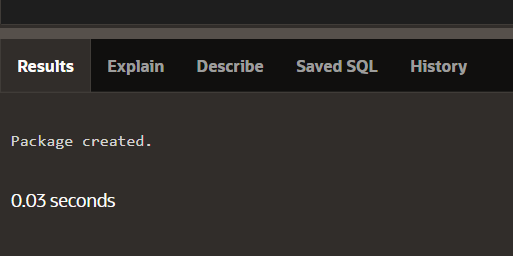 Results Explain Describe Saved SQL History
Package created.
0.03 seconds